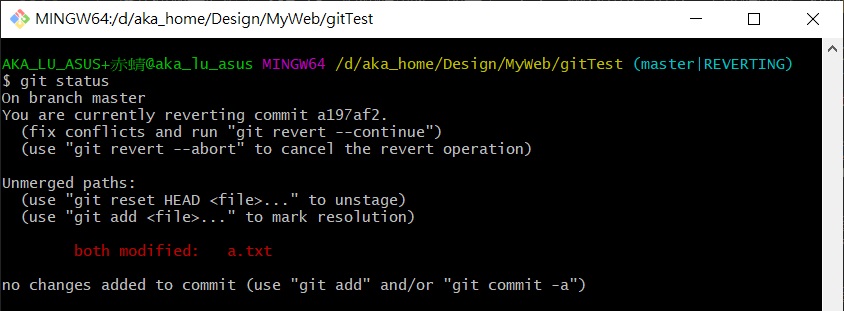 MINGW64:/d/aka_home/Design/MyWeb/gitTest
AKA_LU_ASUS+赤蜻@aka_lu_asus MINGW64 /d/aka_home/Design/MyWeb/gitTest (master|REVERTING)
$ git status
On branch master
You are currently reverting commit a197af2.
  (fix conflicts and run "git revert --continue")
  (use "git revert --abort" to cancel the revert operation)
Unmerged paths:
  (use "git reset HEAD <file>..." to unstage)
  (use "git add <file>..." to mark resolution)
        both modified:   a.txt
no changes added to commit (use "git add" and/or "git commit -a")